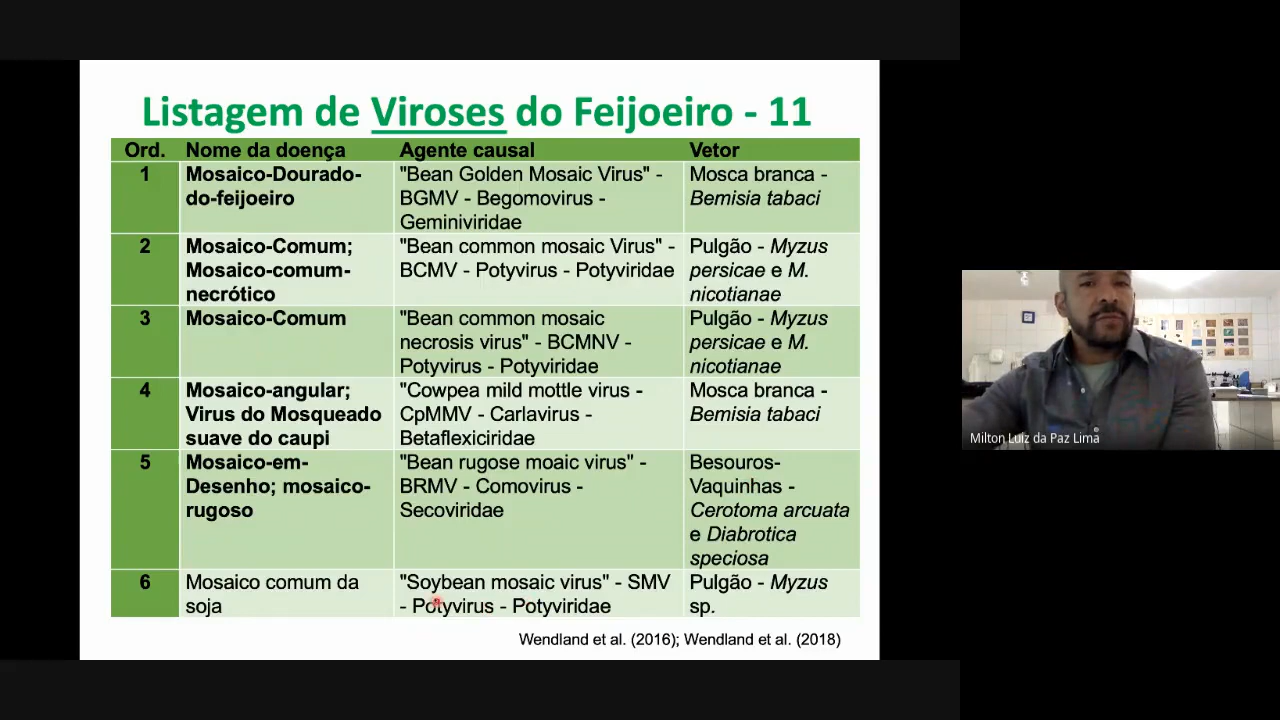 Listagem de Viroses do Feijoeiro - 11
Ord. Nome da doença Agente causal Vetor
1 Mosaico-Dourado- "Bean Golden Mosaic Virus" - Mosca branca -
do-feijoeiro BGMV - Begomovirus - Bemisia tabaci
Geminiviridae
2 Mosaico-Comum; "Bean common mosaic Virus" - Pulgão - Myzus
Mosaico-comum- BCMV - Potyvirus - Potyviridae persicae e M.
necrótico nicotianae
3 Mosaico-Comum "Bean common mosaic Pulgão - Myzus
necrosis virus" - BCMNV - persicae e M.
Potyvirus - Potyviridae nicotianae
4 Mosaico-angular; "Cowpea mild mottle virus - Mosca branca -
Virus do Mosqueado CpMMV - Carlavirus - Bemisia tabaci
suave do caupi Betaflexiciridae
5 Mosaico-em- "Bean rugose moaic virus" - Besouros-
Desenho; mosaico- BRMV - Comovirus - Vaquinhas -
rugoso Secoviridae Cerotoma arcuata
e Diabrotica
speciosa
6 Mosaico comum da "Soybean mosaic virus" - SMV Pulgão - Myzus
soja - Potyvirus - Potyviridae sp.
Wendland et al. (2016); Wendland et al. (2018)
Milton Luiz da Paz Lima